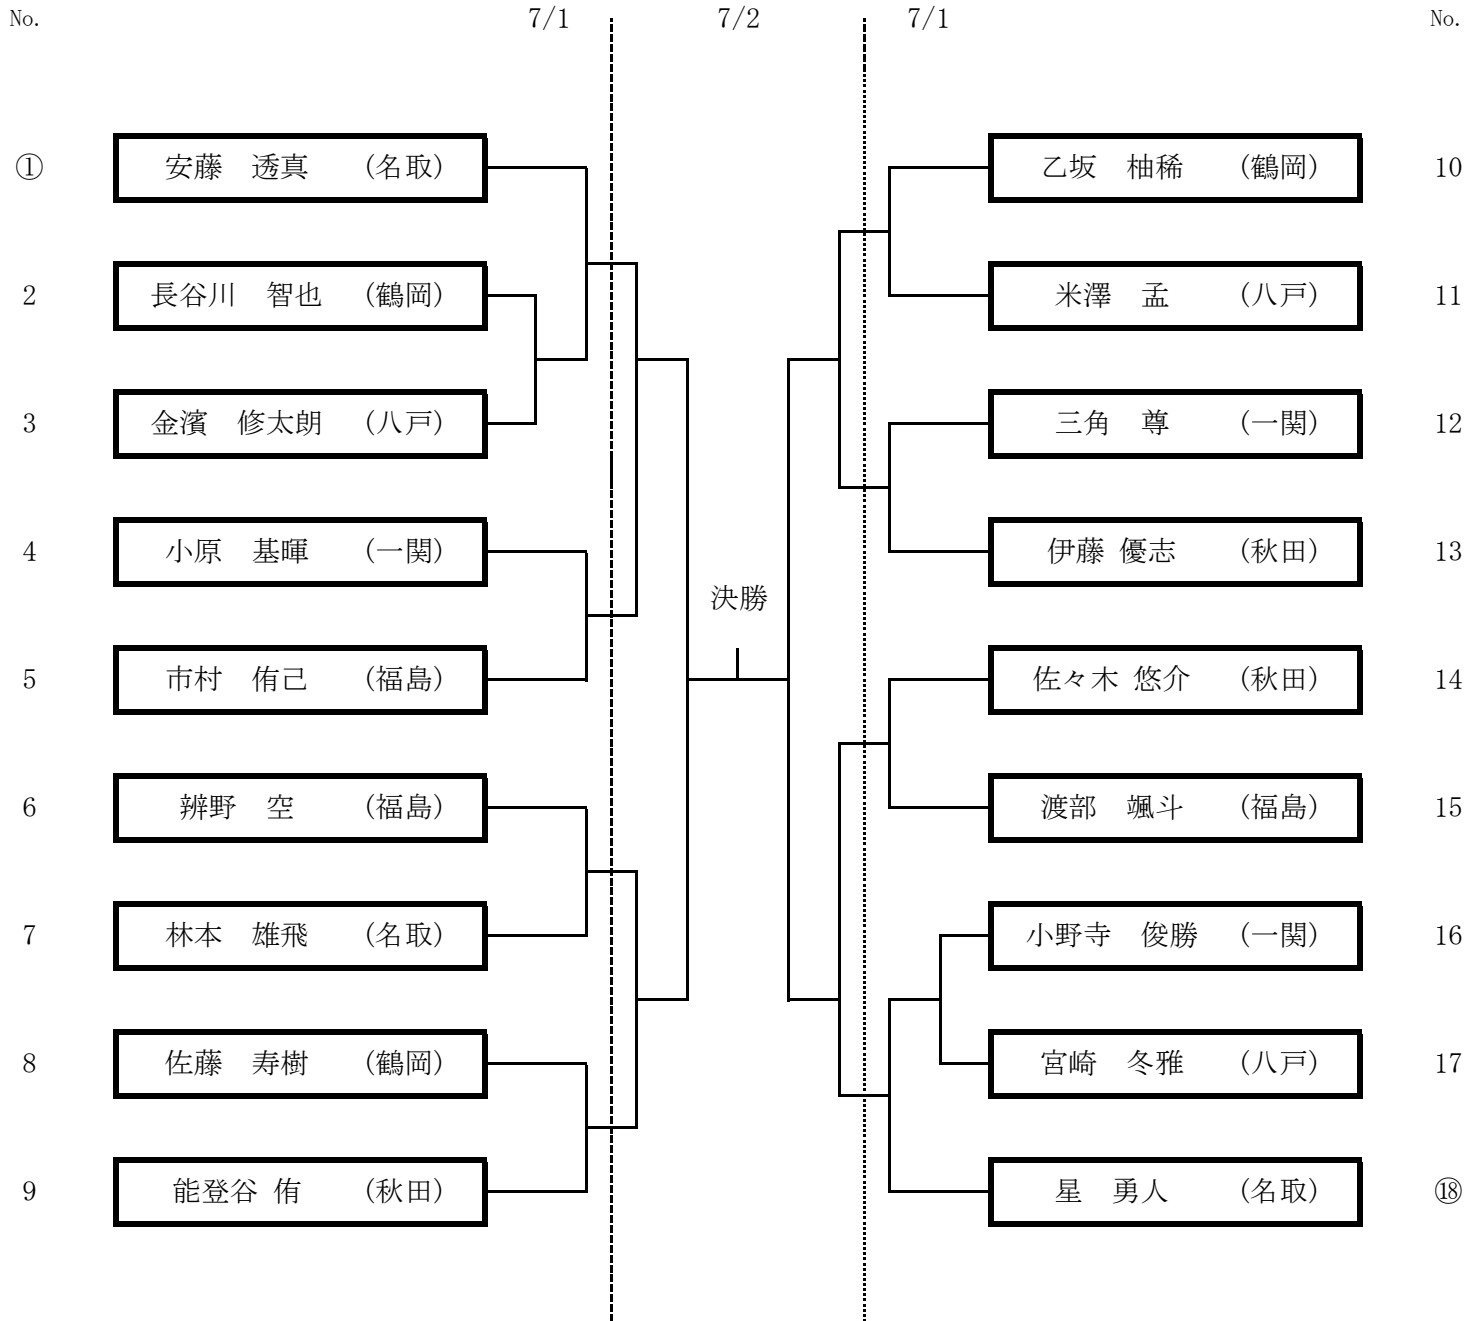 No. 7/1 7/2 7/1 No.
① 安藤 透真 (名取) 乙坂 柚稀 (鶴岡) 10
2 長谷川 智也 (鶴岡) 米澤 孟 (八戸) 11
3 金濱 修太朗 (八戸) 三角 尊 (一関) 12
4 小原 基暉 (一関) 伊藤 優志 (秋田) 13
決勝
5 市村 侑己 (福島) 佐々木 悠介 (秋田) 14
6 辨野 空 (福島) 渡部 颯斗 (福島) 15
7 林本 雄飛 (名取) 小野寺 俊勝 (一関) 16
8 佐藤 寿樹 (鶴岡) 宮崎 冬雅 (八戸) 17
9 能登谷 侑 (秋田) 星 勇人 (名取) ⑱